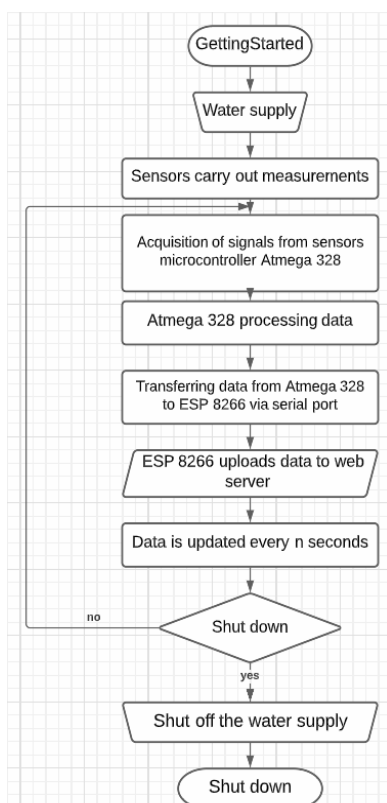 GettingStarted
Water supply
Sensors carry out measurements
Acquisition of signals from sensors
microcontroller Atmega 328
Atmega 328 processing data
Transferring data from Atmega 328
to ESP 8266 via serial port
ESP 8266 uploads data to web
server
Data is updated every n seconds
Shut down
no
yes
Shut off the water supply
Shut down